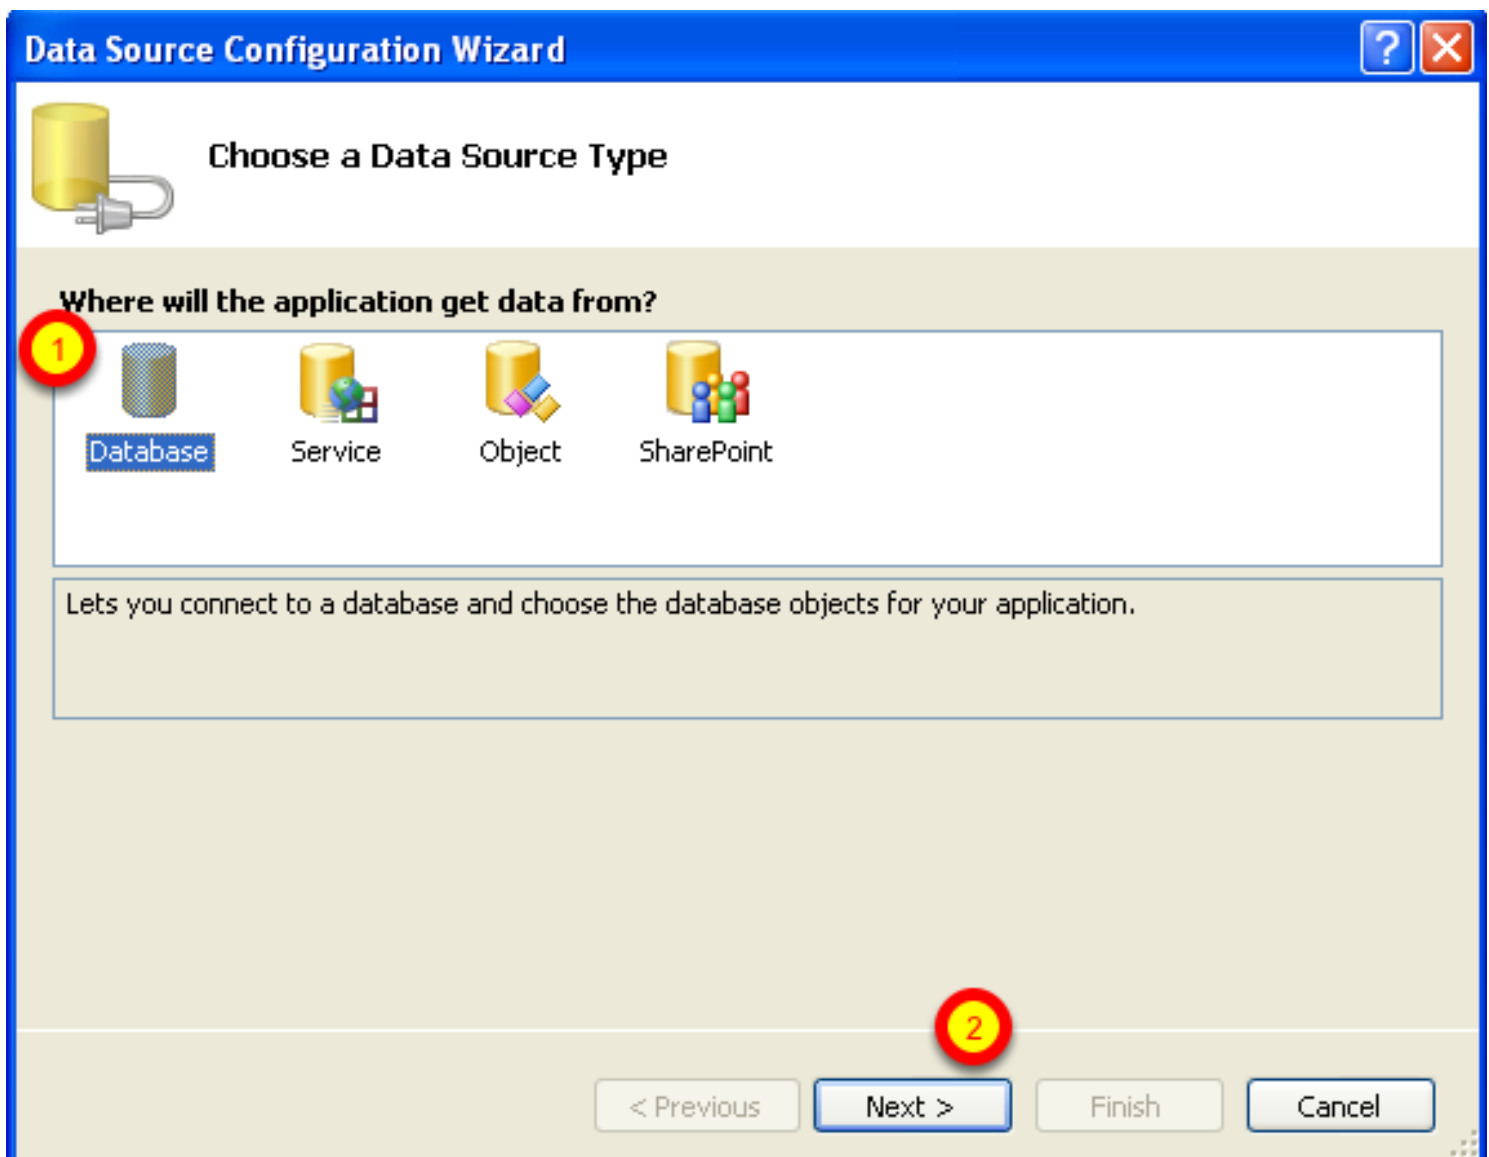 Data Source Configuration Wizard
?
Choose a Data Source Type
Where will the application get data from?
1
Database Service Object SharePoint
Lets you connect to a database and choose the database objects for your application.
2
< Previous Next > Finish Cancel